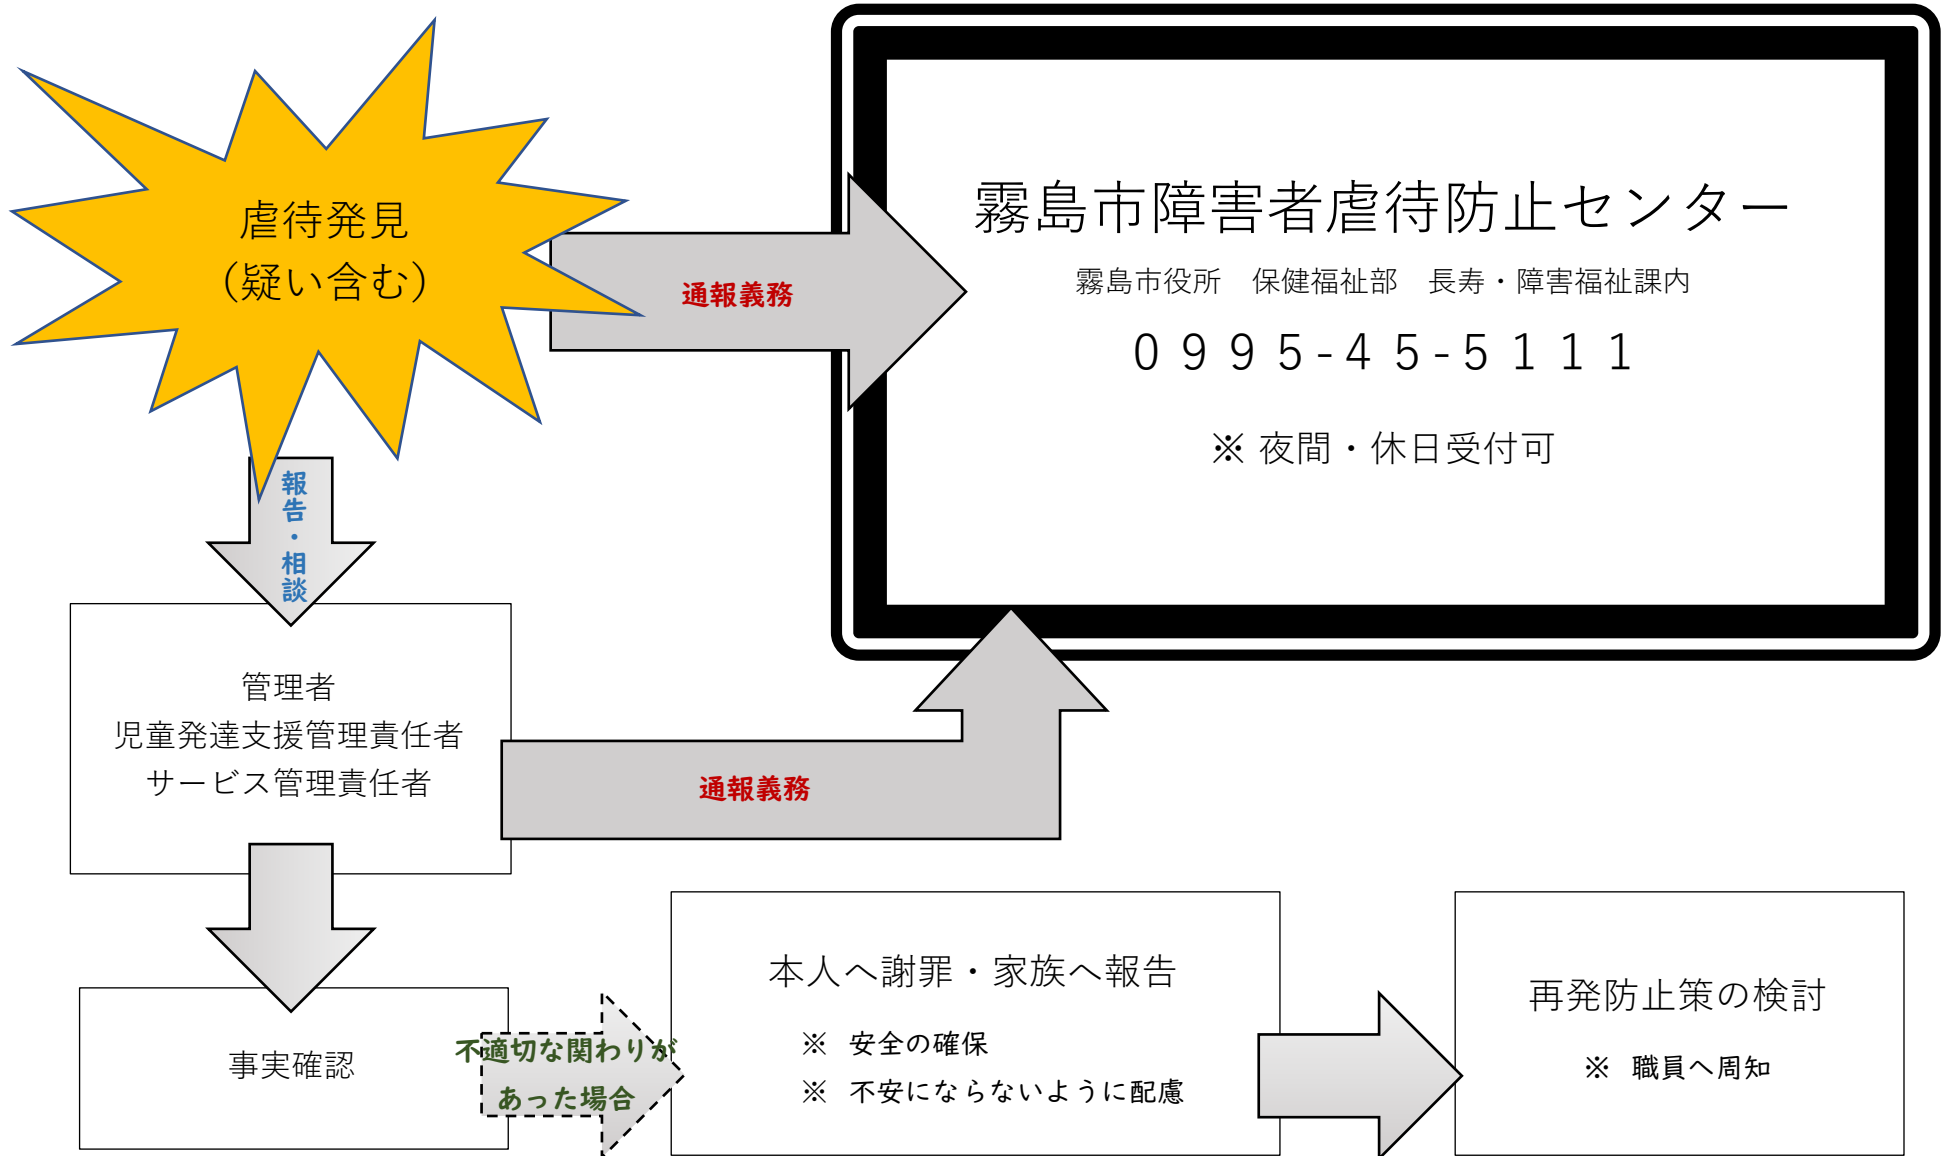 虐待発見
（疑い含む）
通報義務
霧島市障害者虐待防止センター
霧島市役所　保健福祉部　長寿・障害福祉課内
０９９５-４５-５１１１
※ 夜間・休日受付可
報告・相談
管理者
児童発達支援管理責任者
サービス管理責任者
通報義務
事実確認
不適切な関わりが
あった場合
本人へ謝罪・家族へ報告
※　安全の確保
※　不安にならないように配慮
再発防止策の検討
※　職員へ周知